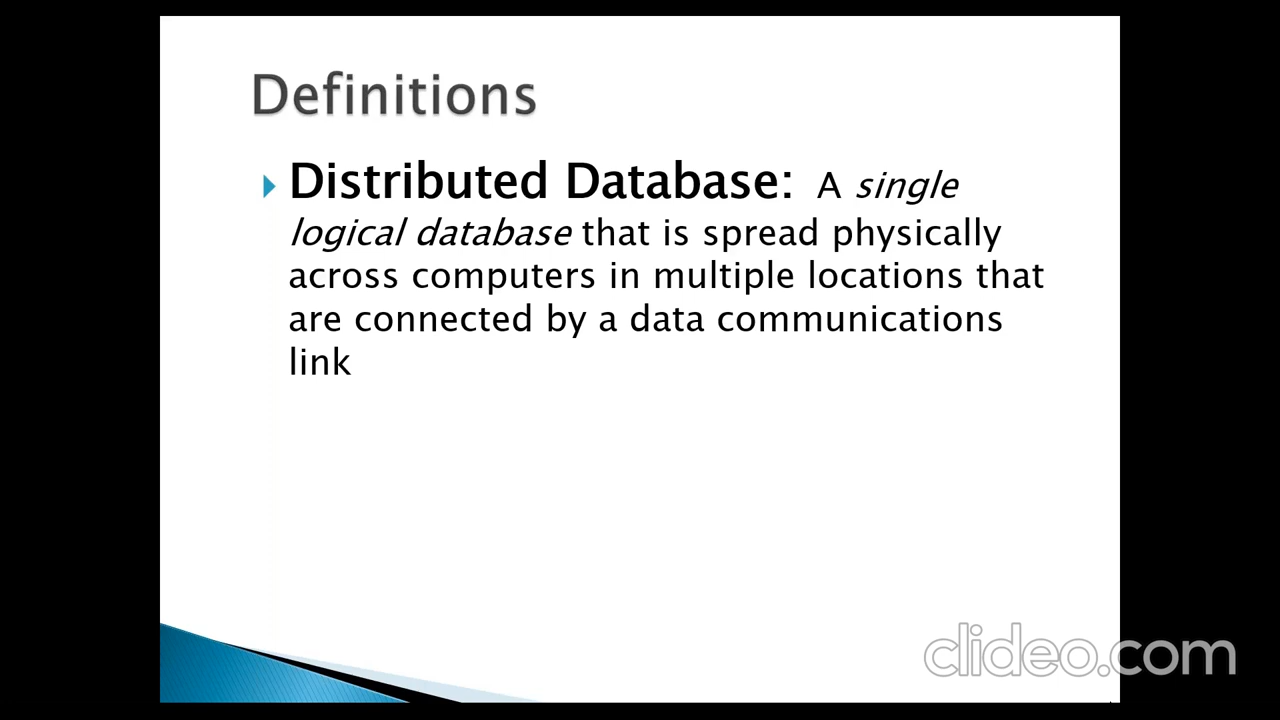 Definitions
Distributed Database: A single
logical database that is spread physically
across computers in multiple locations that
are connected by a data communications
link
clideo.com